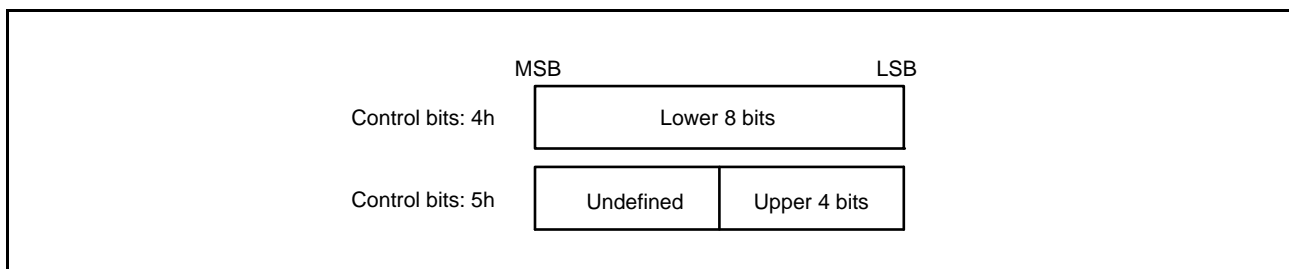 MSB LSB
Control bits: 4h Lower 8 bits
Control bits: 5h Undefined Upper 4 bits